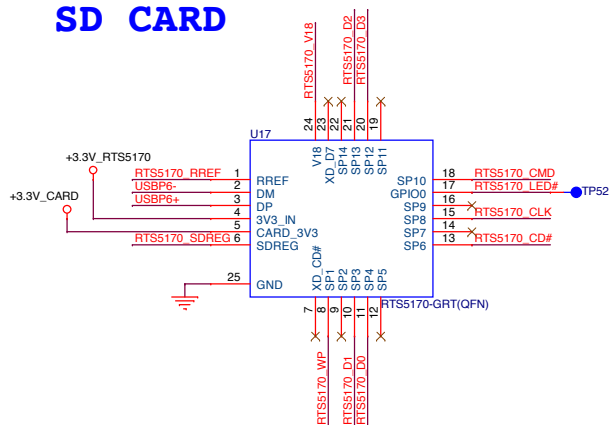 SD CARD
RTS5170_V18
RTS5170_D2
RTS5170_D3
24
23
22
21
20
19
U17
V18
XD_D7
SP14
SP13
SP12
SP11
+3.3V_RTS5170
+3.3V_CARD
RTS5170_RREF 1 RREF
USBP6- 2 DM
USBP6+ 3 DP
4 3V3_IN
5 CARD_3V3
RTS5170_SDREG 6 SDREG
25 GND
SP10 18 RTS5170_CMD
GPIO0 17 RTS5170_LED# TP52
SP9 16
SP8 15 RTS5170_CLK
SP7 14
SP6 13 RTS5170_CD#
XD_CD#
SP1
SP2
SP3
SP4
SP5
RTS5170-GRT(QFN)
7
8
9
10
11
12
RTS5170_WP
RTS5170_D1
RTS5170_D0